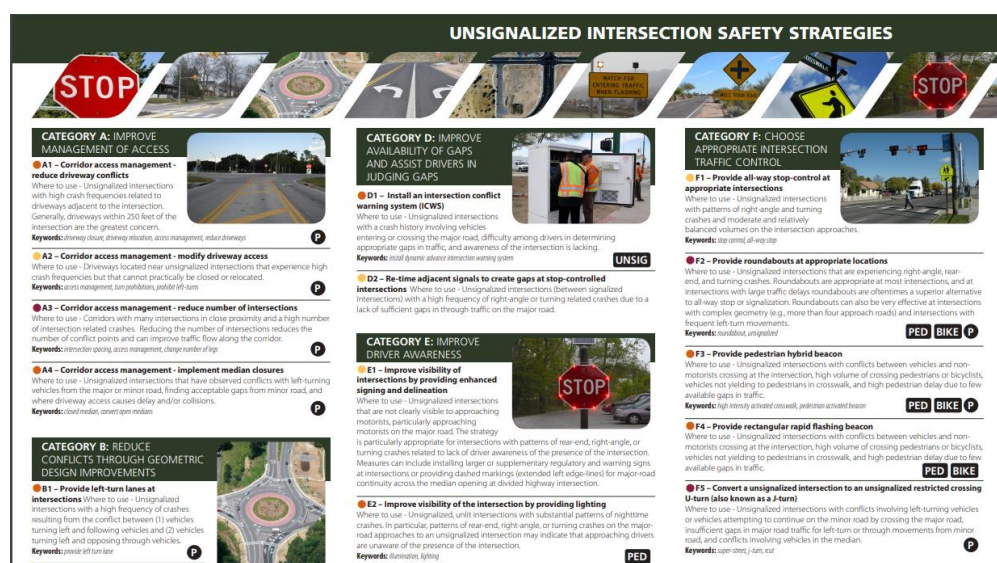 UNSIGNALIZED INTERSECTION SAFETY STRATEGIES
STOP
WATCH FOR
ENTERING TRAFFIC
WHEN FLASHING
STOP
CATEGORY A: IMPROVE
MANAGEMENT OF ACCESS
A1 – Corridor access management -
reduce driveway conflicts
Where to use - Unsignalized intersections
with high crash frequencies related to
driveways adjacent to the intersection.
Generally, driveways within 250 feet of the
intersection are the greatest concern.
Keywords: driveway closure, driveway relocation, access management, reduce driveways
P
A2 – Corridor access management - modify driveway access
Where to use - Driveways located near unsignalized intersections that experience high
crash frequencies but that cannot practically be closed or relocated.
Keywords: access management, turn prohibitions, prohibit left-turns
P
A3 – Corridor access management - reduce number of intersections
Where to use - Corridors with many intersections in close proximity and a high number
of intersection related crashes. Reducing the number of intersections reduces the
number of conflict points and can improve traffic flow along the corridor.
Keywords: intersection spacing, access management, change number of legs
P
A4 – Corridor access management - implement median closures
Where to use - Unsignalized intersections that have observed conflicts with left-turning
vehicles from the major or minor road, finding acceptable gaps from minor road, and
where driveway access causes delay and/or collisions.
Keywords: closed median, convert open medians
P
CATEGORY B: REDUCE
CONFLICTS THROUGH GEOMETRIC
DESIGN IMPROVEMENTS
B1 – Provide left-turn lanes at
intersections Where to use - Unsignalized
intersections with a high frequency of crashes
resulting from the conflict between (1) vehicles
turning left and following vehicles and (2) vehicles
turning left and opposing through vehicles.
Keywords: provide left turn lane
P
CATEGORY D: IMPROVE
AVAILABILITY OF GAPS
AND ASSIST DRIVERS IN
JUDGING GAPS
D1 – Install an intersection conflict
warning system (ICWS)
Where to use - Unsignalized intersections
with a crash history involving vehicles
entering or crossing the major road, difficulty among drivers in determining
appropriate gaps in traffic, and awareness of the intersection is lacking.
Keywords: install dynamic advance intersection warning system
UNSIG
D2 – Re-time adjacent signals to create gaps at stop-controlled
intersections Where to use - Unsignalized intersections (between signalized
intersections) with a high frequency of right-angle or turning related crashes due to a
lack of sufficient gaps in through traffic on the major road.
CATEGORY E: IMPROVE
DRIVER AWARENESS
STOP
E1 – Improve visibility of
intersections by providing enhanced
signing and delineation
Where to use - Unsignalized intersections
that are not clearly visible to approaching
motorists, particularly approaching
motorists on the major road. The strategy
is particularly appropriate for intersections with patterns of rear-end, right-angle, or
turning crashes related to lack of driver awareness of the presence of the intersection.
Measures can include installing larger or supplementary regulatory and warning signs
at intersections or providing dashed markings (extended left edge-lines) for major-road
continuity across the median opening at divided highway intersection.
E2 – Improve visibility of the intersection by providing lighting
Where to use - Unsignalized, unlit intersections with substantial patterns of nighttime
crashes. In particular, patterns of rear-end, right-angle, or turning crashes on the major-
road approaches to an unsignalized intersection may indicate that approaching drivers
are unaware of the presence of the intersection.
Keywords: illumination, lighting
PED
CATEGORY F: CHOOSE
APPROPRIATE INTERSECTION
TRAFFIC CONTROL
F1 – Provide all-way stop-control at
appropriate intersections
Where to use - Unsignalized intersections
with patterns of right-angle and turning
crashes and moderate and relatively
balanced volumes on the intersection approaches.
Keywords: stop control, all-way stop
F2 – Provide roundabouts at appropriate locations
Where to use - Unsignalized intersections that are experiencing right-angle, rear-
end, and turning crashes. Roundabouts are appropriate at most intersections, and at
intersections with large traffic delays roundabouts are oftentimes a superior alternative
to all-way stop or signalization. Roundabouts can also be very effective at intersections
with complex geometry (e.g., more than four approach roads) and intersections with
frequent left-turn movements.
Keywords: roundabout, unsignalized
PED BIKE P
F3 – Provide pedestrian hybrid beacon
Where to use - Unsignalized intersections with conflicts between vehicles and non-
motorists crossing at the intersection, high volume of crossing pedestrians or bicyclists,
vehicles not yielding to pedestrians in crosswalk, and high pedestrian delay due to few
available gaps in traffic.
Keywords: high intensity activated crosswalk, pedestrian activated beacon
PED BIKE P
F4 – Provide rectangular rapid flashing beacon
Where to use - Unsignalized intersections with conflicts between vehicles and non-
motorists crossing at the intersection, high volume of crossing pedestrians or bicyclists,
vehicles not yielding to pedestrians in crosswalk, and high pedestrian delay due to few
available gaps in traffic.
PED BIKE
F5 – Convert a unsignalized intersection to an unsignalized restricted crossing
U-turn (also known as a J-turn)
Where to use - Unsignalized intersections with conflicts involving left-turning vehicles
or vehicles attempting to continue on the minor road by crossing the major road,
insufficient gaps in major road traffic for left-turn or through movements from minor
road, and conflicts involving vehicles in the median.
Keywords: super-street, j-turn, rcut
P